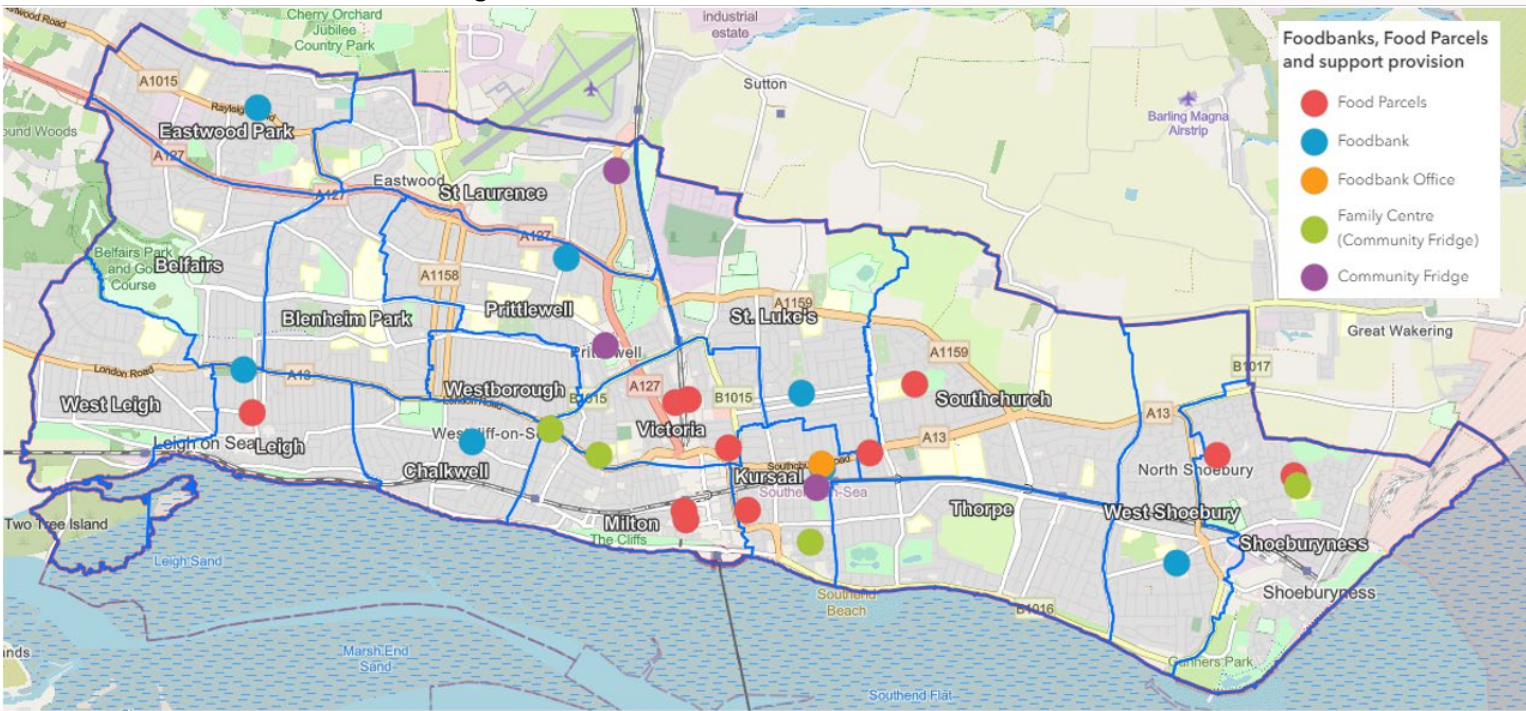 Cherry Orchard
Jubilee
Country Park
industrial
estate
Foodbanks, Food Parcels
and support provision
Food Parcels
Foodbank
Foodbank Office
Family Centre
(Community Fridge)
Community Fridge
A1015
Sutton
Barling Magna
Airstrip
Eastwood Park
A127
A127
Eastwood
St Laurence
A127
Belfairs Park
and Go
Course
Belfairs
A1158
Blenheim Park
Prittlewell
A1159
St. Luke's
Great Wakering
Prittlewell
A1159
B1017
London Road
A13
A127
B1015
B1015
Westborough
West Leigh
Southchurch
A13
Victoria
A13
Leigh on Sea
Leigh
Chalkwell
Kursaal
North Shoebury
Thorpe
West Shoebury
Two Tree Island
Milton
The Cliffs
Shoeburyness
Leigh Sand
Shoeburyness
Southend
Beach
B1016
Marsh End
Sand
Gunners Park
Southend Flat